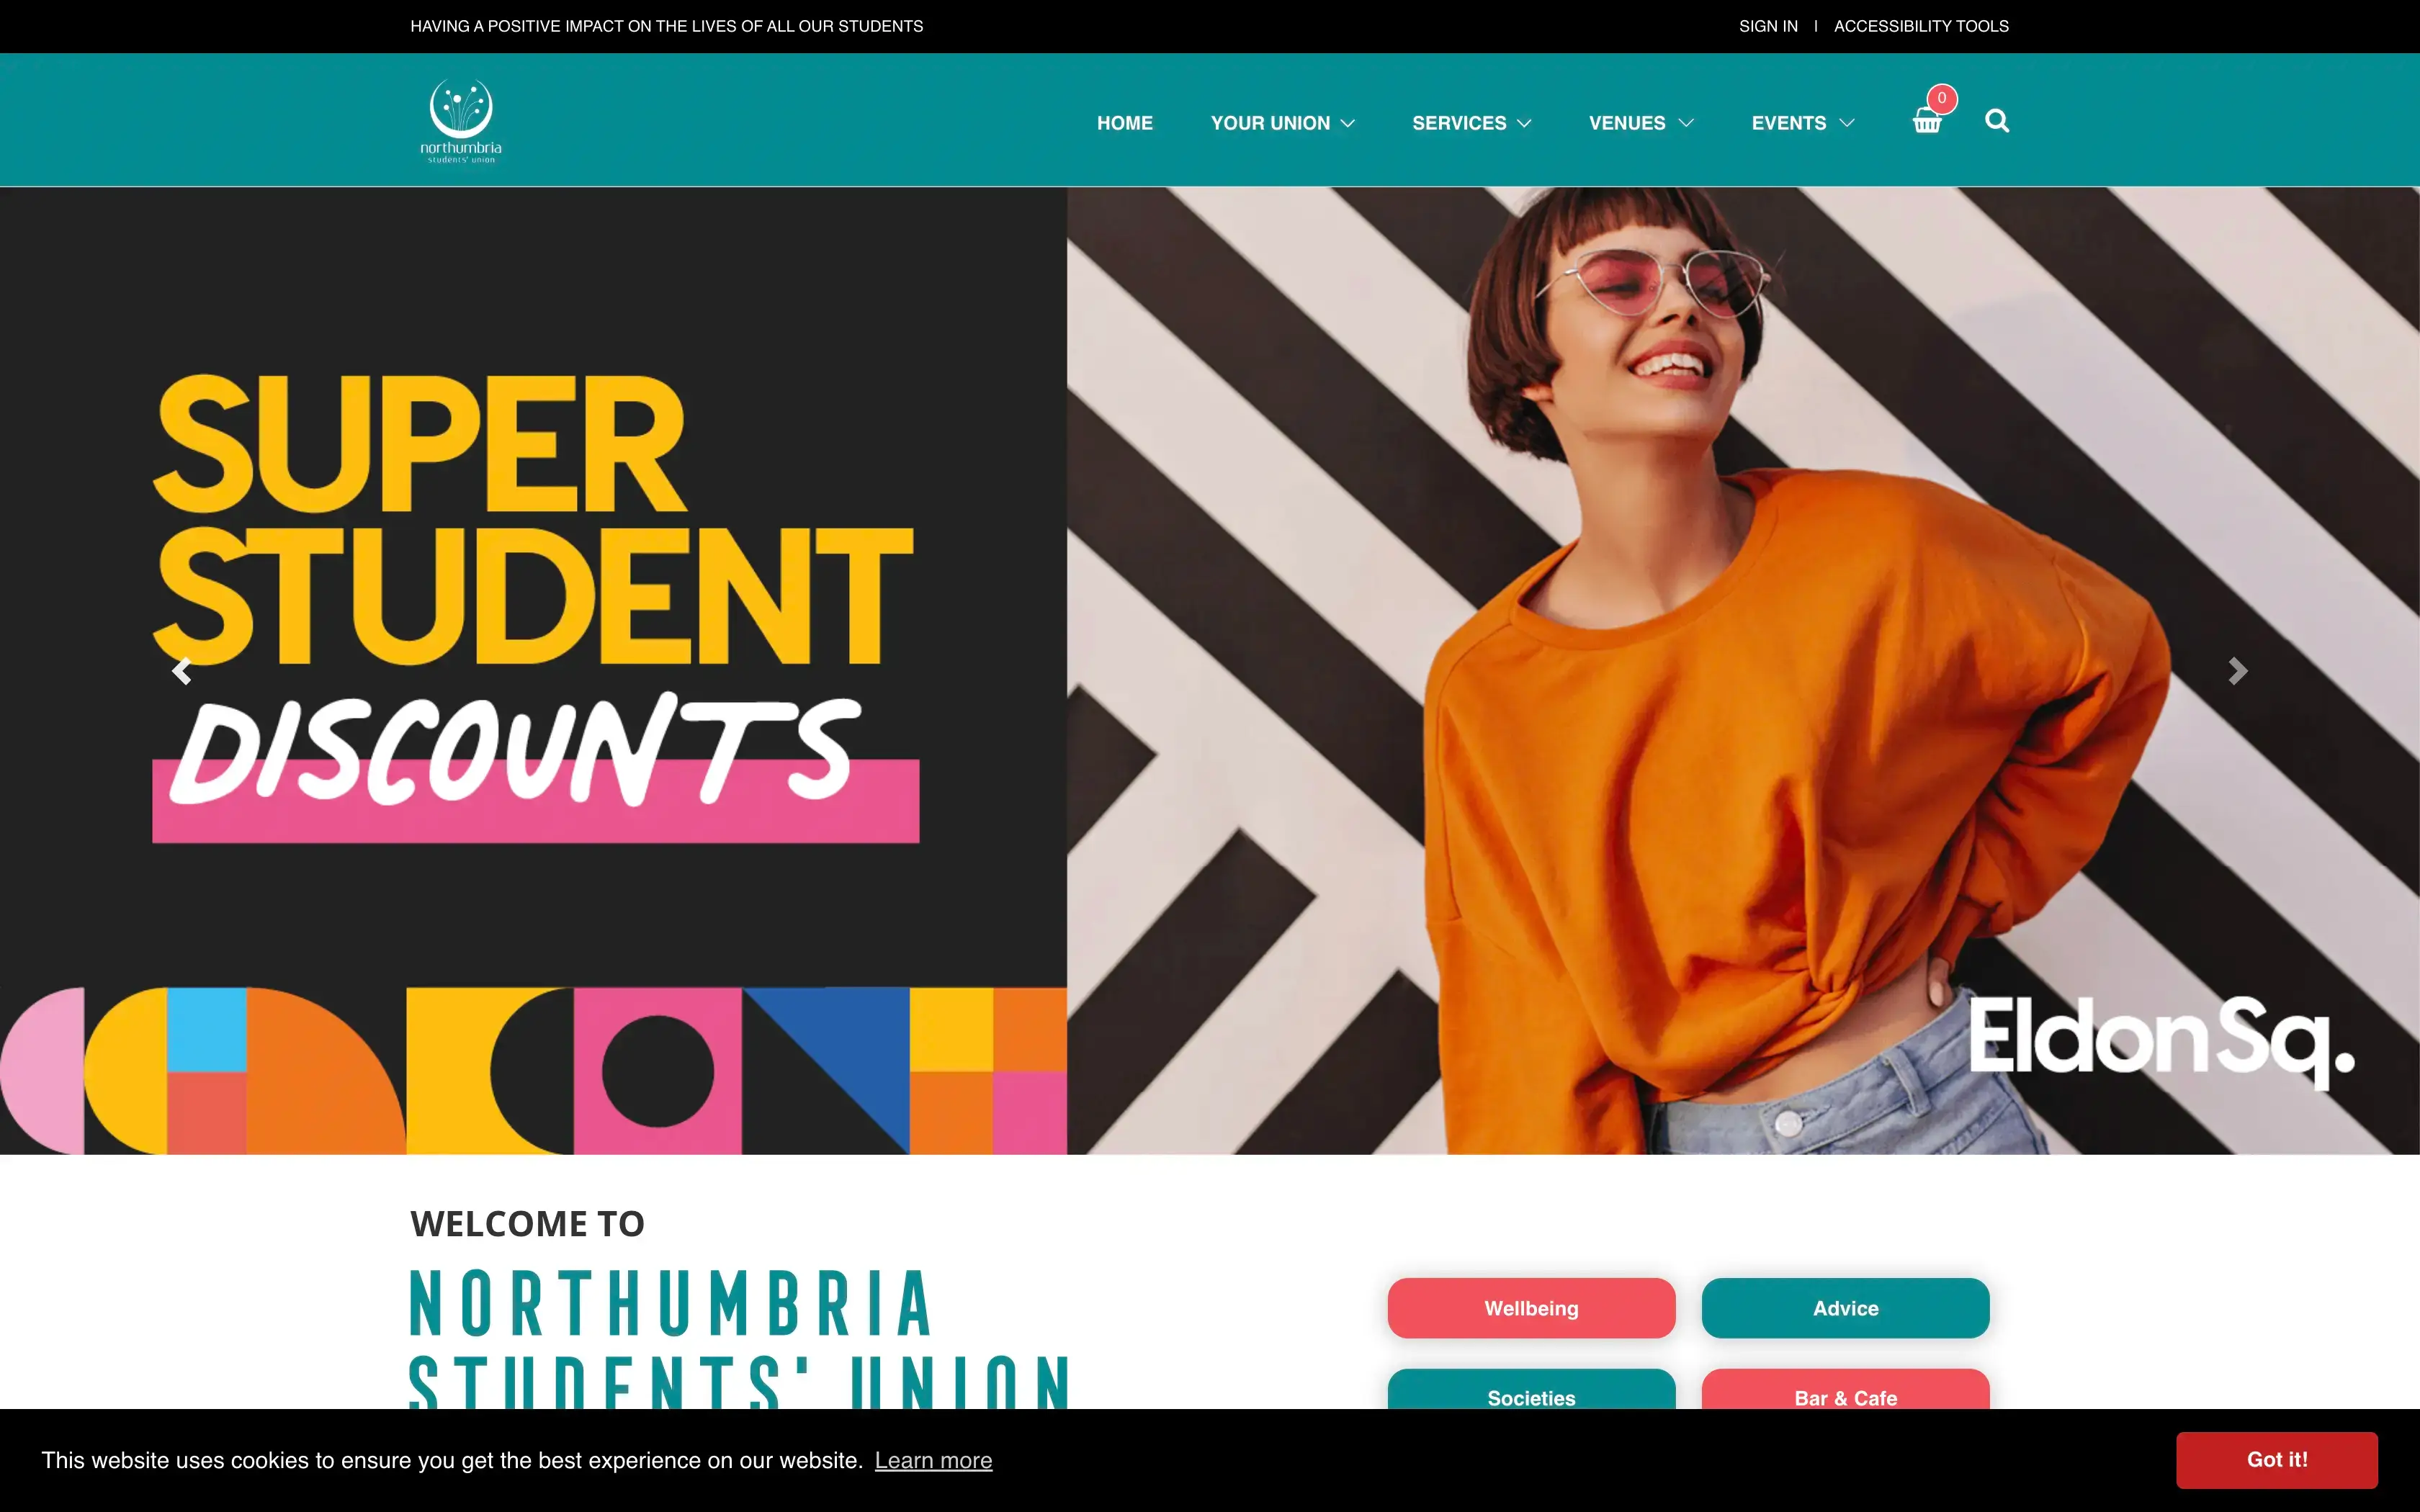 HAVING A POSITIVE IMPACT ON THE LIVES OF ALL OUR STUDENTS
SIGN IN | ACCESSIBILITY TOOLS
northumbria
students' union
HOME
YOUR UNION
SERVICES
VENUES
EVENTS
0
SUPER
STUDENT
DISCOUNTS
EldonSq.
WELCOME TO
NORTHUMBRIA
STUDENTS' UNION
Wellbeing
Advice
Societies
Bar & Cafe
This website uses cookies to ensure you get the best experience on our website. Learn more
Got it!